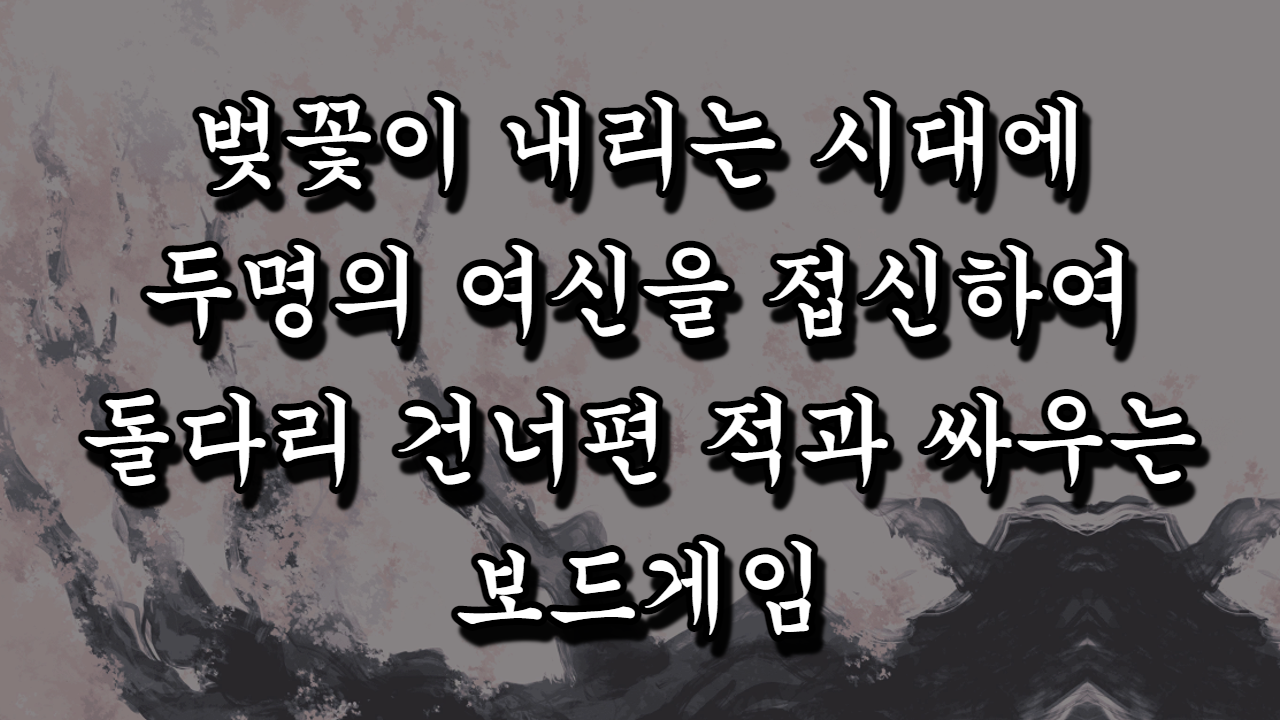 벚꽃이 내리는 시대에
두명의 여신을 접신하여
돌다리 건너편 적과 싸우는
보드게임